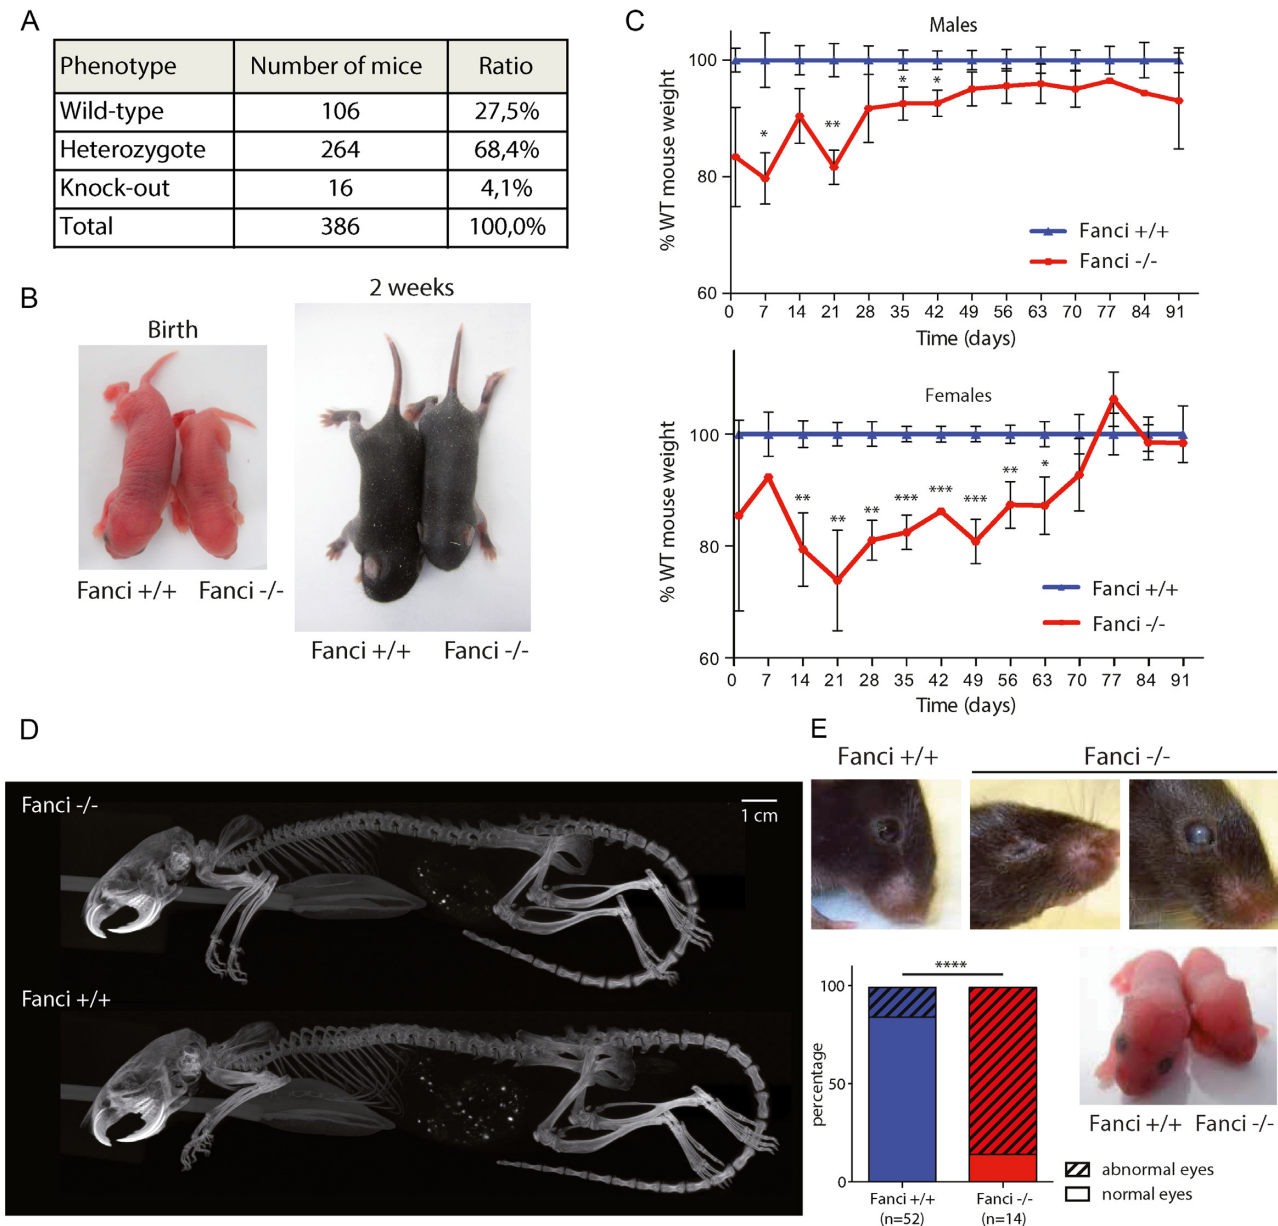 A
Phenotype Number of mice Ratio
Wild-type 106 27,5%
Heterozygote 264 68,4%
Knock-out 16 4,1%
Total 386 100,0%
B
Birth
Fanci +/+ Fanci -/-
2 weeks
Fanci +/+ Fanci -/-
C
Males
% WT mouse weight
100
80
60
* ** * *
Fanci +/+
Fanci -/-
0 7 14 21 28 35 42 49 56 63 70 77 84 91
Time (days)
Females
% WT mouse weight
100
80
60
** ** ** *** *** *** ** *
Fanci +/+
Fanci -/-
0 7 14 21 28 35 42 49 56 63 70 77 84 91
Time (days)
D
Fanci -/-
1 cm
Fanci +/+
E
Fanci +/+ Fanci -/-
****
percentage
100
50
0
Fanci +/+ Fanci -/-
(n=52) (n=14)
Fanci +/+ Fanci -/-
abnormal eyes
normal eyes